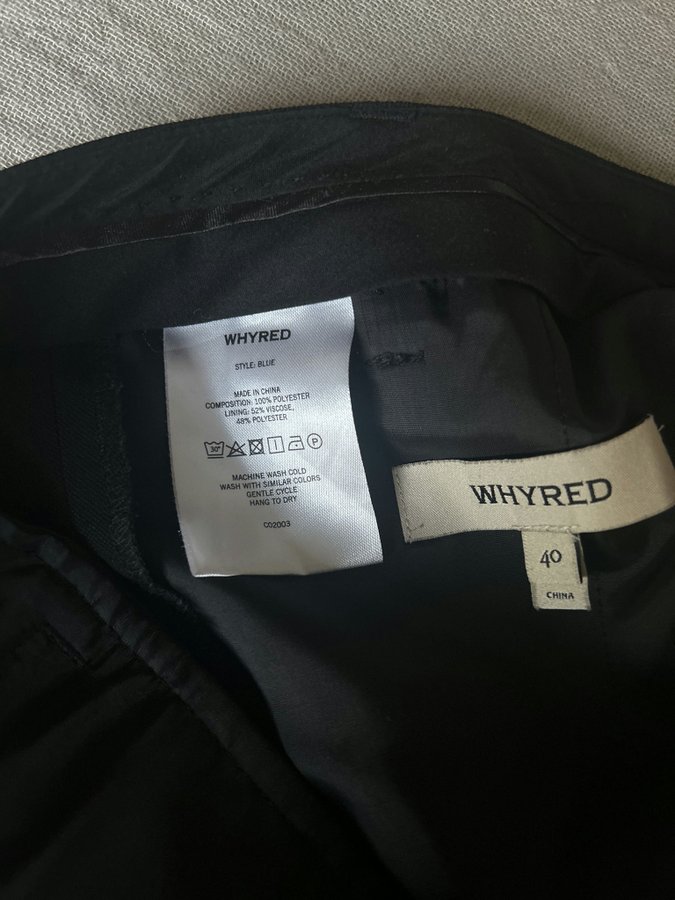 WHYRED
STYLE: BLUE
MADE IN CHINA
COMPOSITION: 100% POLYESTER
LINING: 52% VISCOSE,
48% POLYESTER
30° P
MACHINE WASH COLD
WASH WITH SIMILAR COLORS
GENTLE CYCLE
HANG TO DRY
C02003
WHYRED
40
CHINA